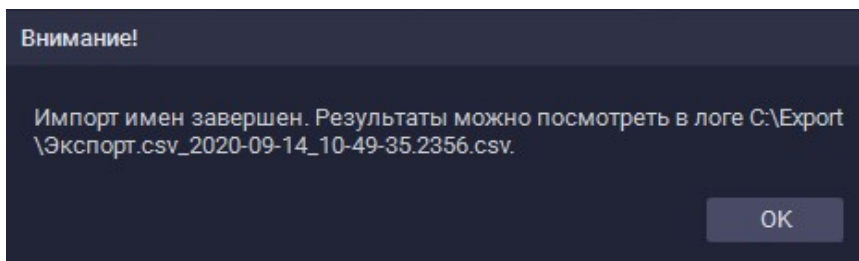 Внимание!
Импорт имен завершен. Результаты можно посмотреть в логе C:\Export
\Экспорт.csv_2020-09-14_10-49-35.2356.csv.
OK